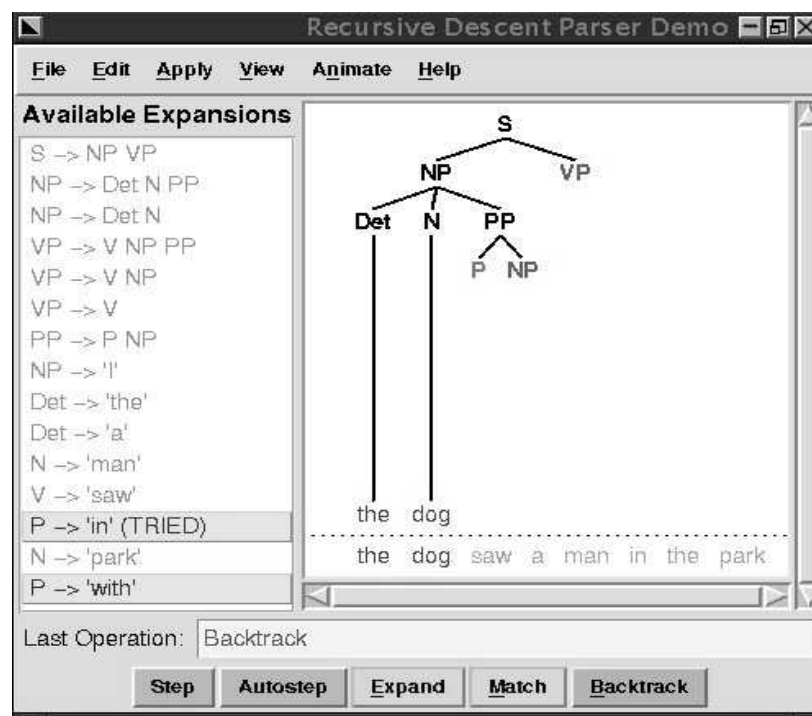 Recursive Descent Parser Demo
File Edit Apply View Animate Help
Available Expansions
S –> NP VP
NP –> Det N PP
NP –> Det N
VP –> V NP PP
VP –> V NP
VP –> V
PP –> P NP
NP –> 'I'
Det –> 'the'
Det –> 'a'
N –> 'man'
V –> 'saw'
P –> 'in' (TRIED)
N –> 'park'
P –> 'with'
S
NP VP
Det N PP
P NP
the dog
the dog saw a man in the park
Last Operation: Backtrack
Step Autostep Expand Match Backtrack